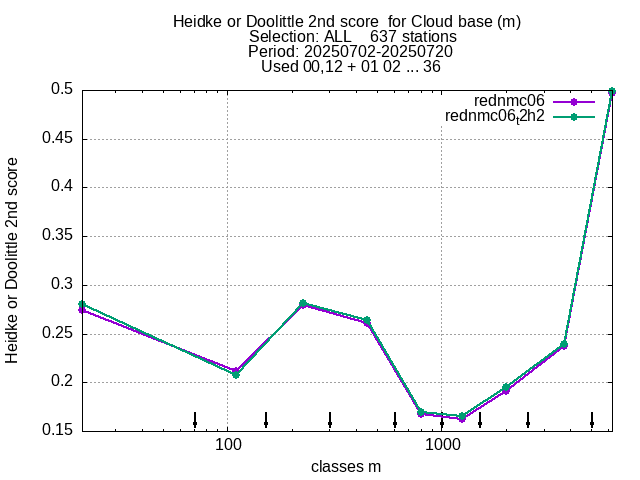 Heidke or Doolittle 2nd score  for Cloud base (m)
Selection: ALL    637 stations
Period: 20250702-20250720
Used 00,12 + 01 02 ... 36
rednmc06
rednmc06_t2h2
Heidke or Doolittle 2nd score
0.5
0.45
0.4
0.35
0.3
0.25
0.2
0.15
100
1000
classes m